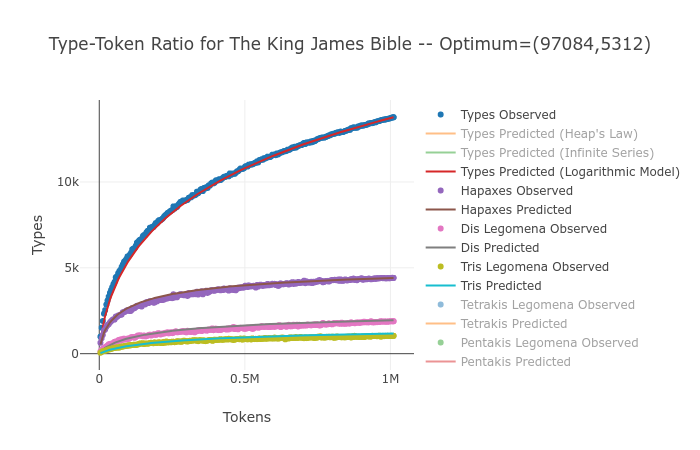 Type-Token Ratio for The King James Bible -- Optimum=(97084,5312)
Types Observed
Types Predicted (Heap's Law)
Types Predicted (Infinite Series)
Types Predicted (Logarithmic Model)
Hapaxes Observed
Hapaxes Predicted
Dis Legomena Observed
Dis Predicted
Tris Legomena Observed
Tris Predicted
Tetrakis Legomena Observed
Tetrakis Predicted
Pentakis Legomena Observed
Pentakis Predicted
Types
10k
5k
0
0
0.5M
1M
Tokens